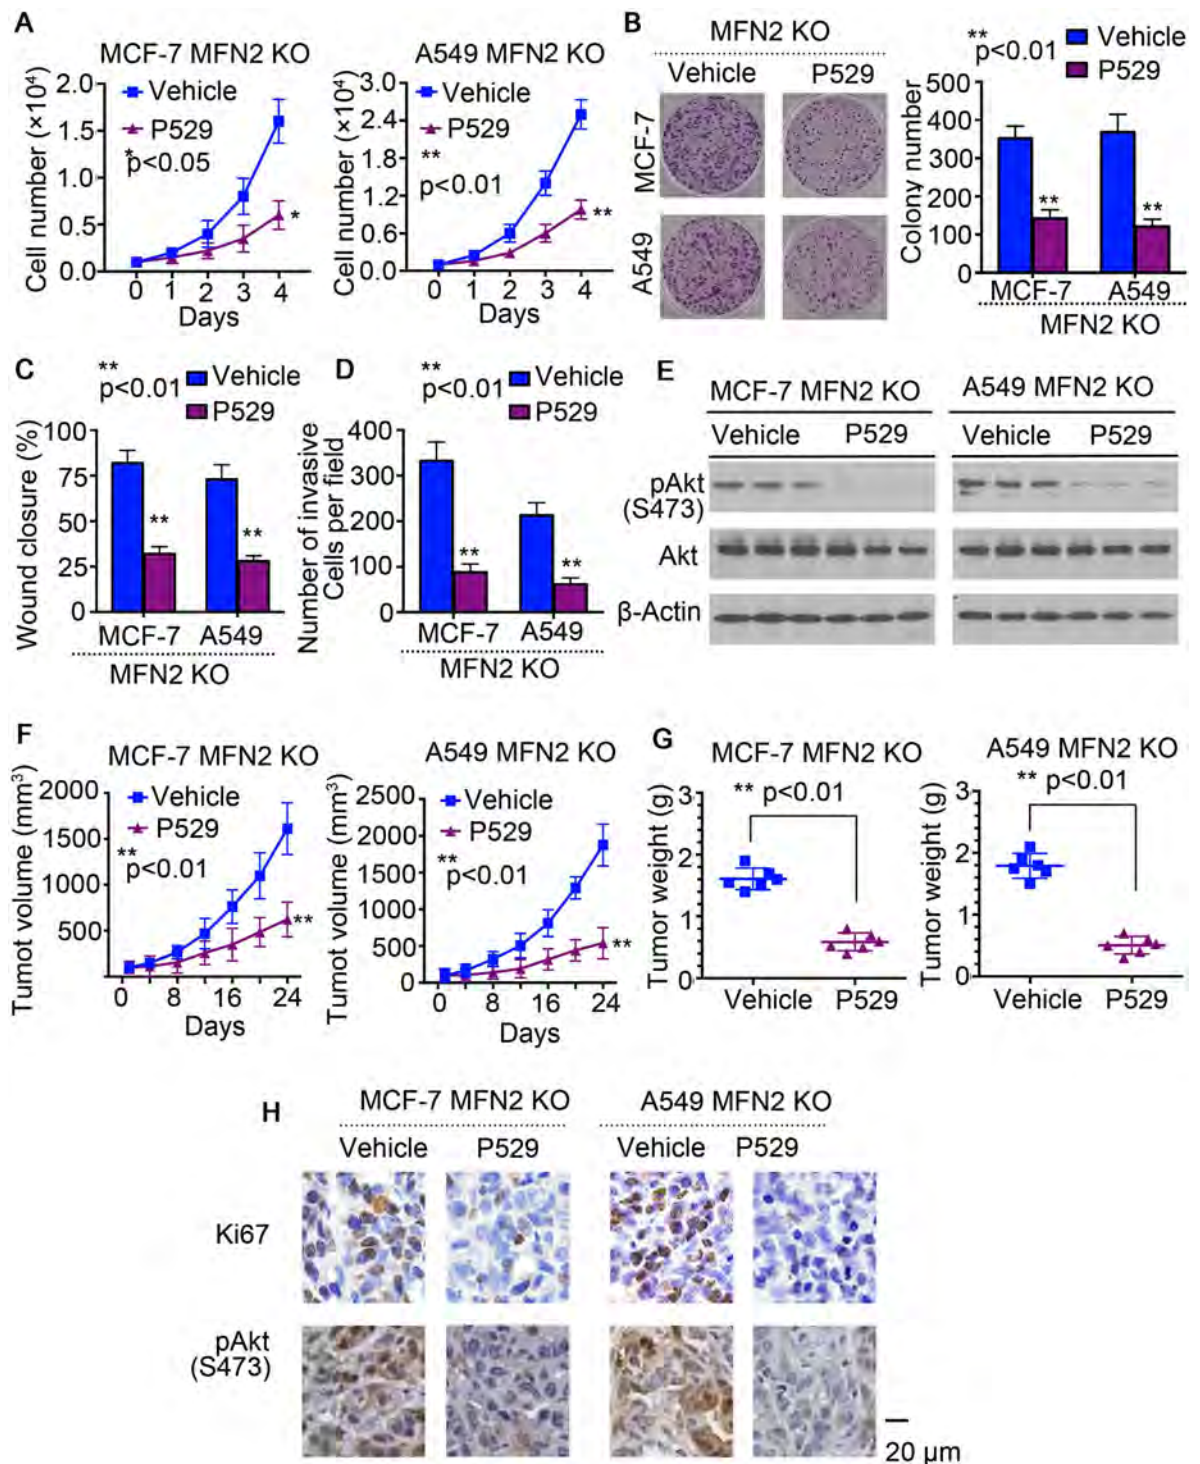 A
MCF-7 MFN2 KO
Cell number (×10⁴)
2.0
1.5
1.0
0.5
0.0
Vehicle
P529
*
p<0.05
*
0 1 2 3 4
Days
A549 MFN2 KO
Cell number (×10⁴)
3.0
2.4
1.8
1.2
0.6
0.0
Vehicle
P529
**
p<0.01
**
0 1 2 3 4
Days
B
MFN2 KO
Vehicle P529
MCF-7
A549
**
p<0.01
Vehicle
P529
Colony number
500
400
300
200
100
0
** **
MCF-7 A549
MFN2 KO
C
**
p<0.01
Vehicle
P529
Wound closure (%)
100
75
50
25
0
** **
MCF-7 A549
MFN2 KO
D
**
p<0.01
Vehicle
P529
Number of invasive
Cells per field
400
300
200
100
0
** **
MCF-7 A549
MFN2 KO
E
MCF-7 MFN2 KO A549 MFN2 KO
Vehicle P529 Vehicle P529
pAkt
(S473)
Akt
β-Actin
F
MCF-7 MFN2 KO
Tumot volume (mm³)
2000
1500
1000
500
Vehicle
P529
**
p<0.01
**
0 8 16 24
Days
A549 MFN2 KO
Tumot volume (mm³)
2500
2000
1500
1000
500
0
Vehicle
P529
**
p<0.01
**
0 8 16 24
Days
G
MCF-7 MFN2 KO
Tumor weight (g)
3
2
1
0
** p<0.01
Vehicle P529
A549 MFN2 KO
Tumor weight (g)
3
2
1
0
** p<0.01
Vehicle P529
H
MCF-7 MFN2 KO A549 MFN2 KO
Vehicle P529 Vehicle P529
Ki67
pAkt
(S473)
20 µm